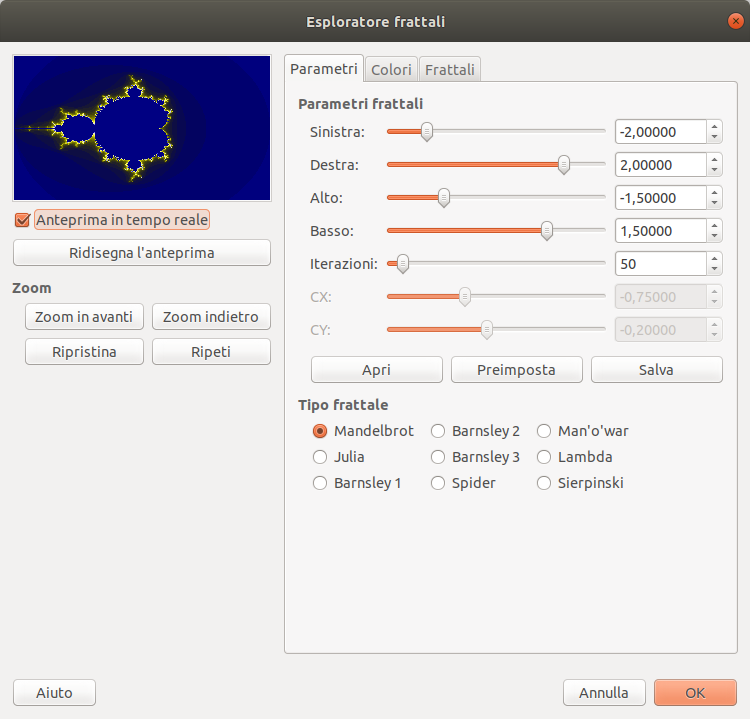 Esploratore frattali
Parametri
Colori
Frattali
Anteprima in tempo reale
Ridisegna l'anteprima
Zoom
Zoom in avanti
Zoom indietro
Ripristina
Ripeti
Parametri frattali
Sinistra: -2,00000
Destra: 2,00000
Alto: -1,50000
Basso: 1,50000
Iterazioni: 50
CX: -0,75000
CY: -0,20000
Apri
Preimposta
Salva
Tipo frattale
Mandelbrot Barnsley 2 Man'o'war
Julia Barnsley 3 Lambda
Barnsley 1 Spider Sierpinski
Aiuto
Annulla
OK